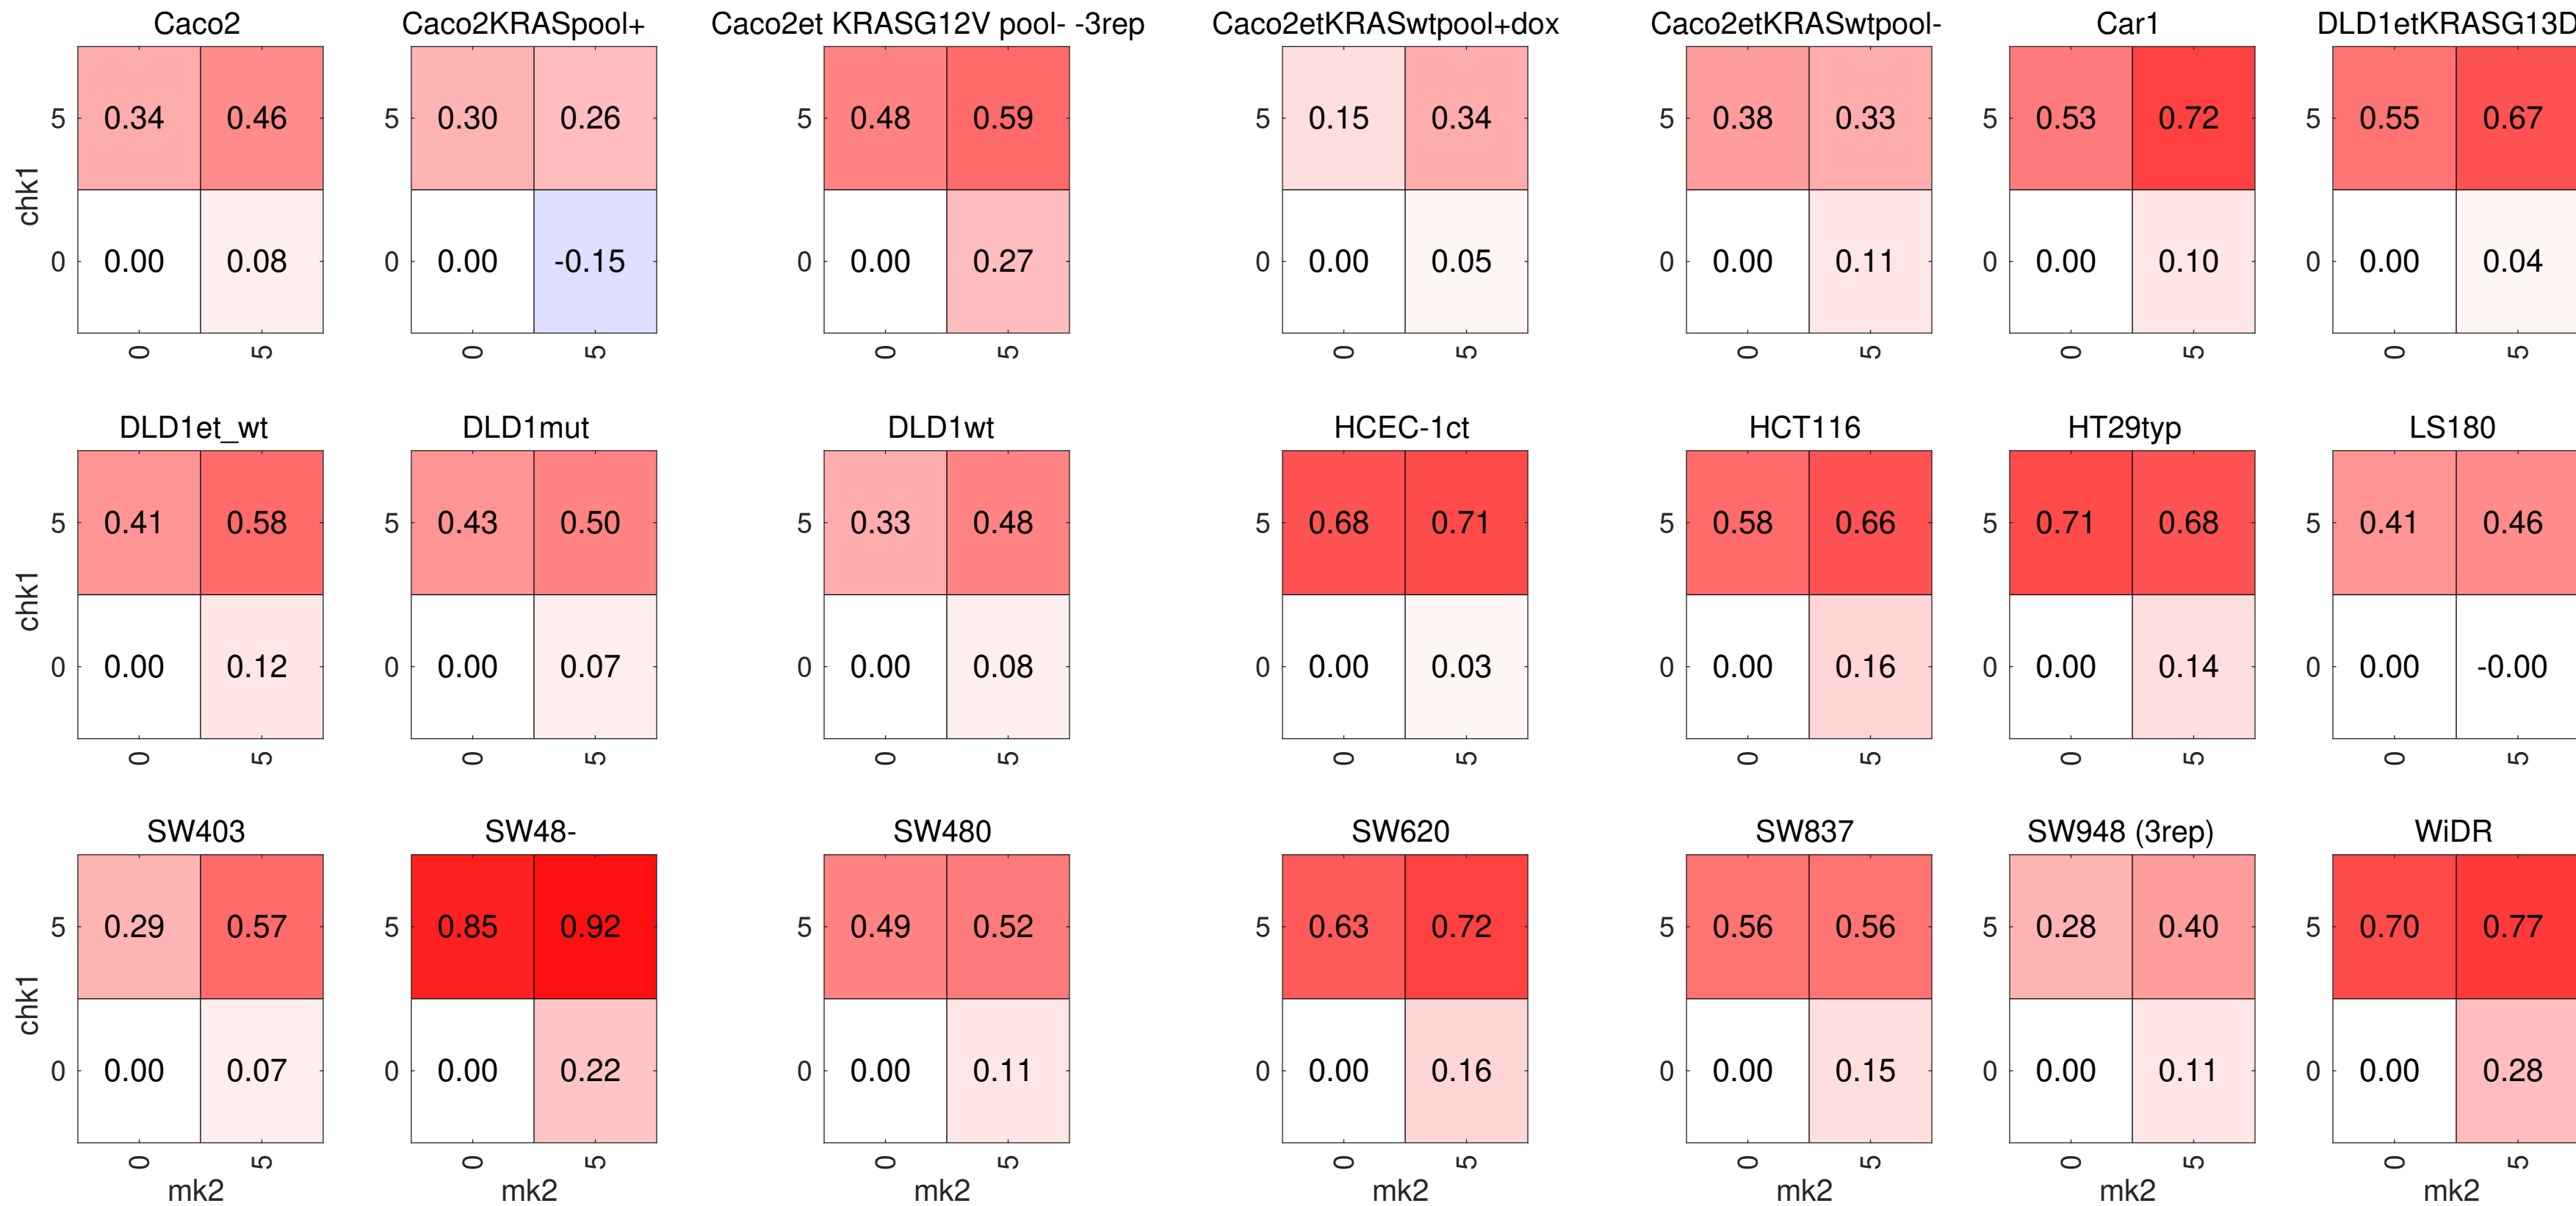 Caco2 Caco2KRASpool+ Caco2et KRASG12V pool- -3rep Caco2etKRASwtpool+dox Caco2etKRASwtpool- Car1 DLD1etKRASG13D
5 0.34 0.46 5 0.30 0.26 5 0.48 0.59 5 0.15 0.34 5 0.38 0.33 5 0.53 0.72 5 0.55 0.67
chk1
0 0.00 0.08 0 0.00 -0.15 0 0.00 0.27 0 0.00 0.05 0 0.00 0.11 0 0.00 0.10 0 0.00 0.04
0 5 0 5 0 5 0 5 0 5 0 5 0 5
DLD1et_wt DLD1mut DLD1wt HCEC-1ct HCT116 HT29typ LS180
5 0.41 0.58 5 0.43 0.50 5 0.33 0.48 5 0.68 0.71 5 0.58 0.66 5 0.71 0.68 5 0.41 0.46
chk1
0 0.00 0.12 0 0.00 0.07 0 0.00 0.08 0 0.00 0.03 0 0.00 0.16 0 0.00 0.14 0 0.00 -0.00
0 5 0 5 0 5 0 5 0 5 0 5 0 5
SW403 SW48- SW480 SW620 SW837 SW948 (3rep) WiDR
5 0.29 0.57 5 0.85 0.92 5 0.49 0.52 5 0.63 0.72 5 0.56 0.56 5 0.28 0.40 5 0.70 0.77
chk1
0 0.00 0.07 0 0.00 0.22 0 0.00 0.11 0 0.00 0.16 0 0.00 0.15 0 0.00 0.11 0 0.00 0.28
0 5 0 5 0 5 0 5 0 5 0 5 0 5
mk2 mk2 mk2 mk2 mk2 mk2 mk2